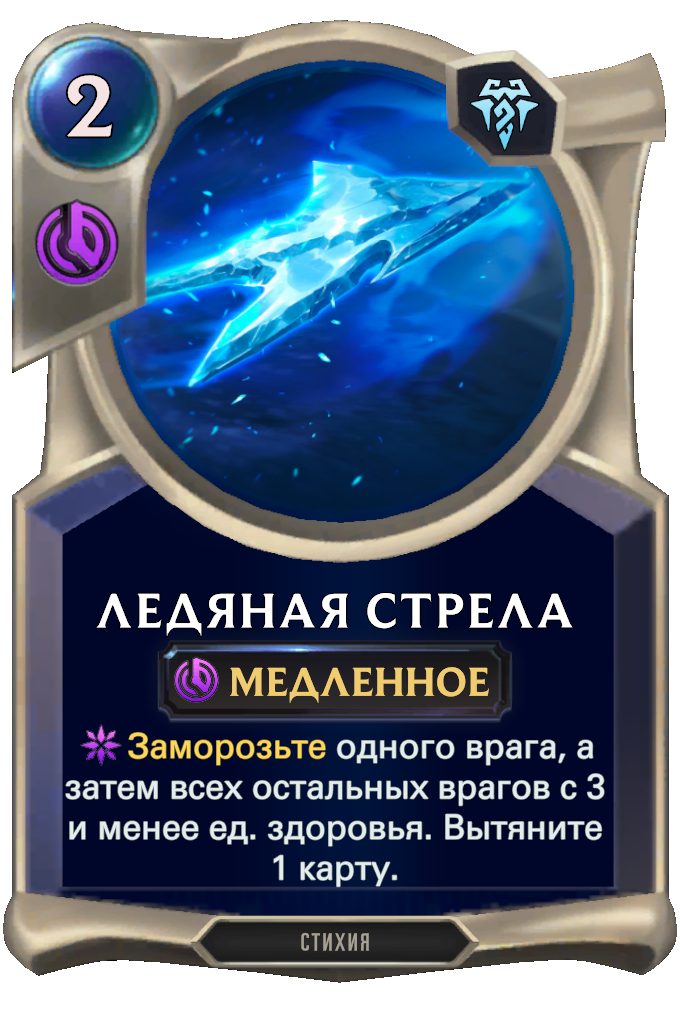 2
ЛЕДЯНАЯ СТРЕЛА
МЕДЛЕННОЕ
Заморозьте одного врага, а
затем всех остальных врагов с 3
и менее ед. здоровья. Вытяните
1 карту.
СТИХИЯ